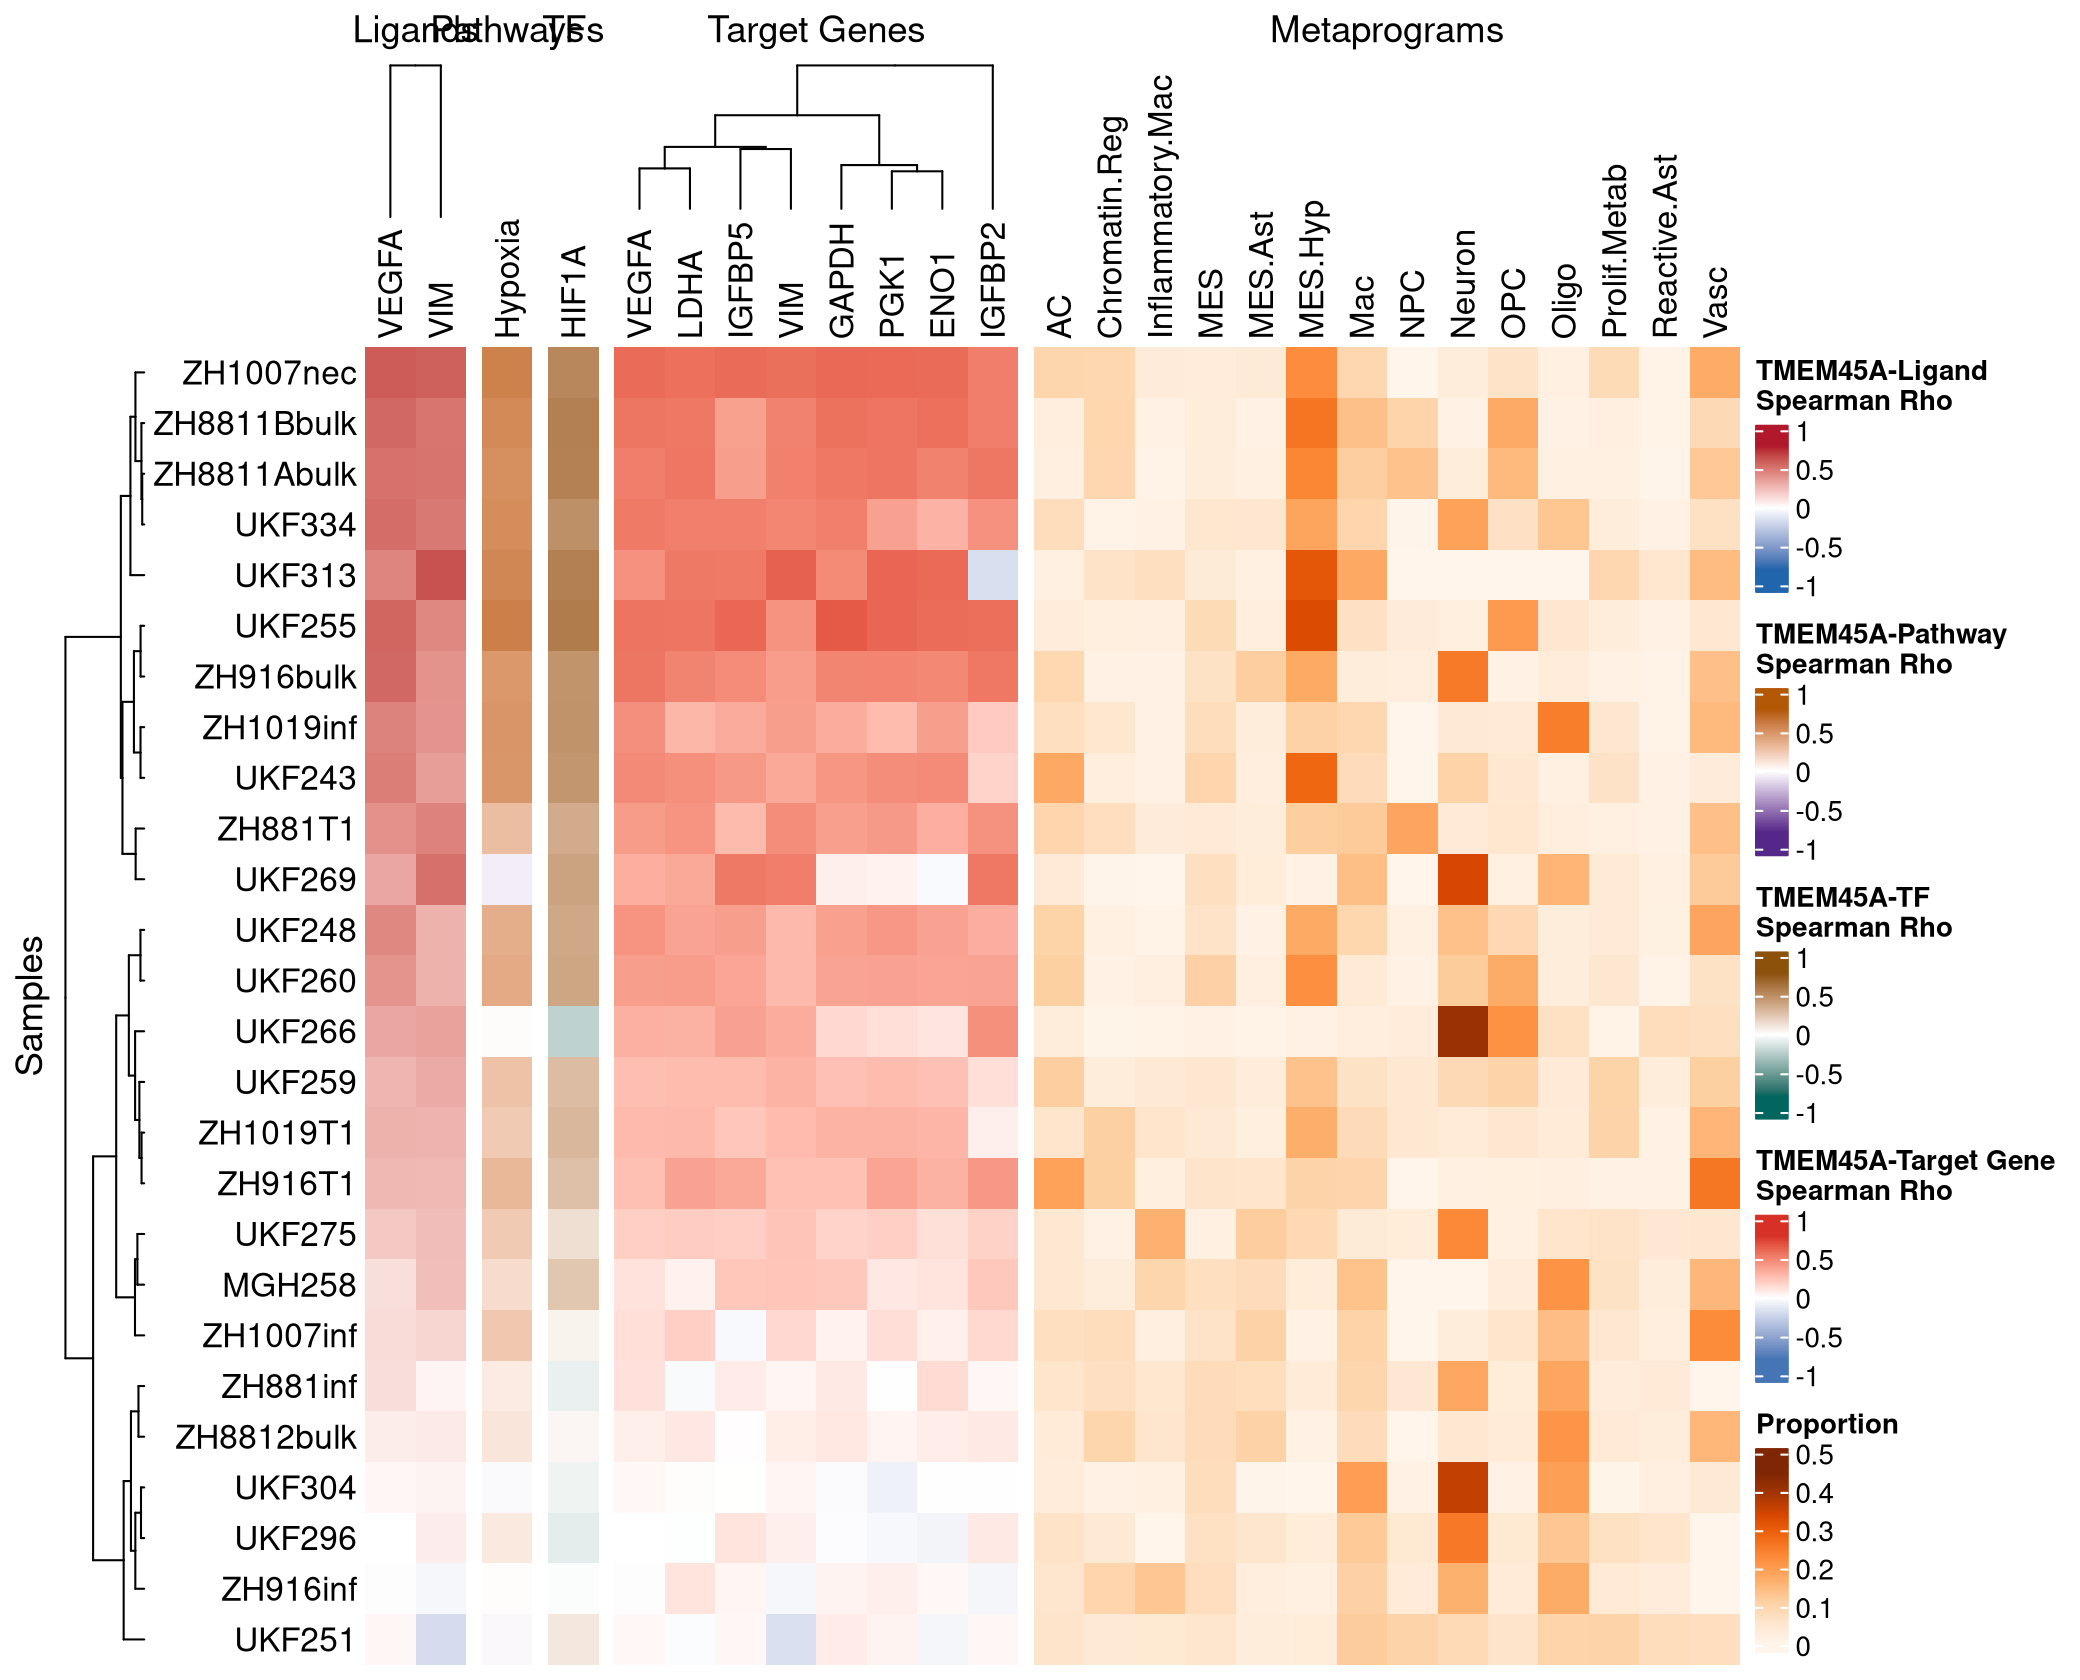 Ligands Pathways TFs Target Genes Metaprograms
VEGFA
VIM
Hypoxia
HIF1A
VEGFA
LDHA
IGFBP5
VIM
GAPDH
PGK1
ENO1
IGFBP2
AC
Chromatin.Reg
Inflammatory.Mac
MES
MES.Ast
MES.Hyp
Mac
NPC
Neuron
OPC
Oligo
Prolif.Metab
Reactive.Ast
Vasc
Samples
ZH1007nec
ZH8811Bbulk
ZH8811Abulk
UKF334
UKF313
UKF255
ZH916bulk
ZH1019inf
UKF243
ZH881T1
UKF269
UKF248
UKF260
UKF266
UKF259
ZH1019T1
ZH916T1
UKF275
MGH258
ZH1007inf
ZH881inf
ZH8812bulk
UKF304
UKF296
ZH916inf
UKF251
TMEM45A-Ligand
Spearman Rho
1
0.5
0
-0.5
-1
TMEM45A-Pathway
Spearman Rho
1
0.5
0
-0.5
-1
TMEM45A-TF
Spearman Rho
1
0.5
0
-0.5
-1
TMEM45A-Target Gene
Spearman Rho
1
0.5
0
-0.5
-1
Proportion
0.5
0.4
0.3
0.2
0.1
0